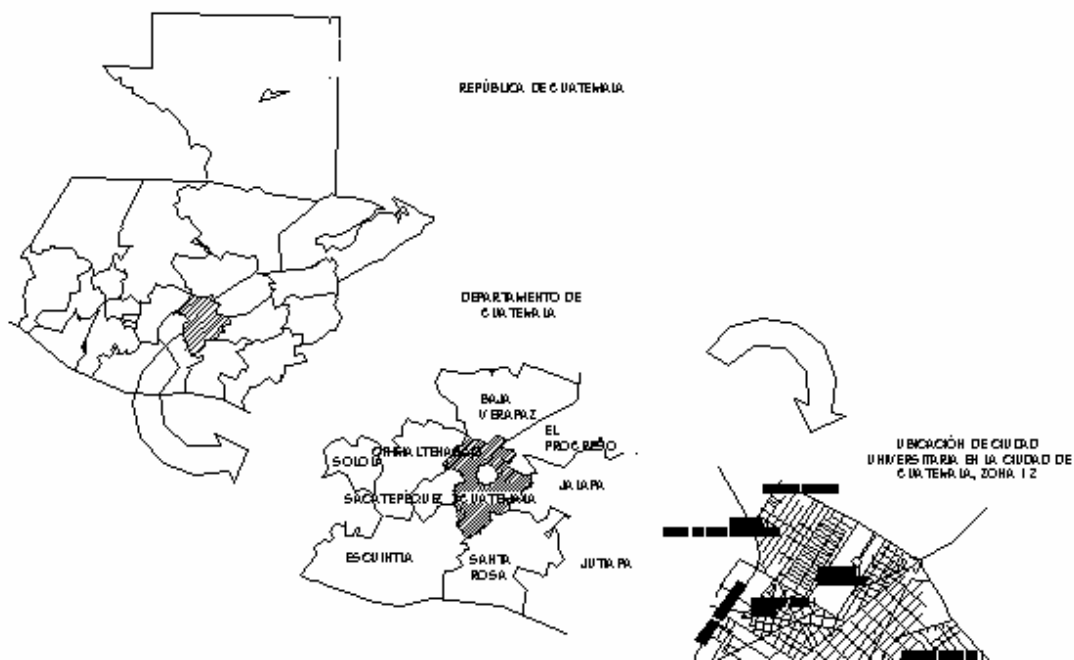 REPÚBLICA DE GUATEMALA
DEPARTAMENTO DE
GUATEMALA
BAJA
VERAPAZ
EL
PROGRESO
CHIMALTENANGO
SOLOLA
JALAPA
SACATEPEQUEZ GUATEMALA
ESCUINTLA
SANTA
ROSA
JUTIAPA
UBICACIÓN DE CIUDAD
UNIVERSITARIA EN LA CIUDAD DE
GUATEMALA, ZONA 12